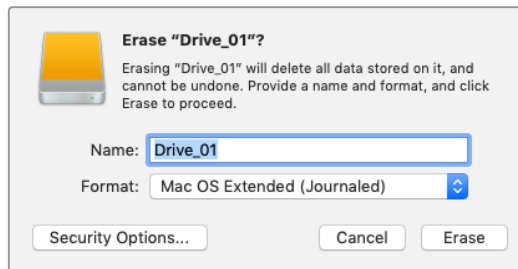 Erase “Drive_01”?
Erasing “Drive_01” will delete all data stored on it, and
cannot be undone. Provide a name and format, and click
Erase to proceed.
Name: Drive_01
Format: Mac OS Extended (Journaled)
Security Options... Cancel Erase